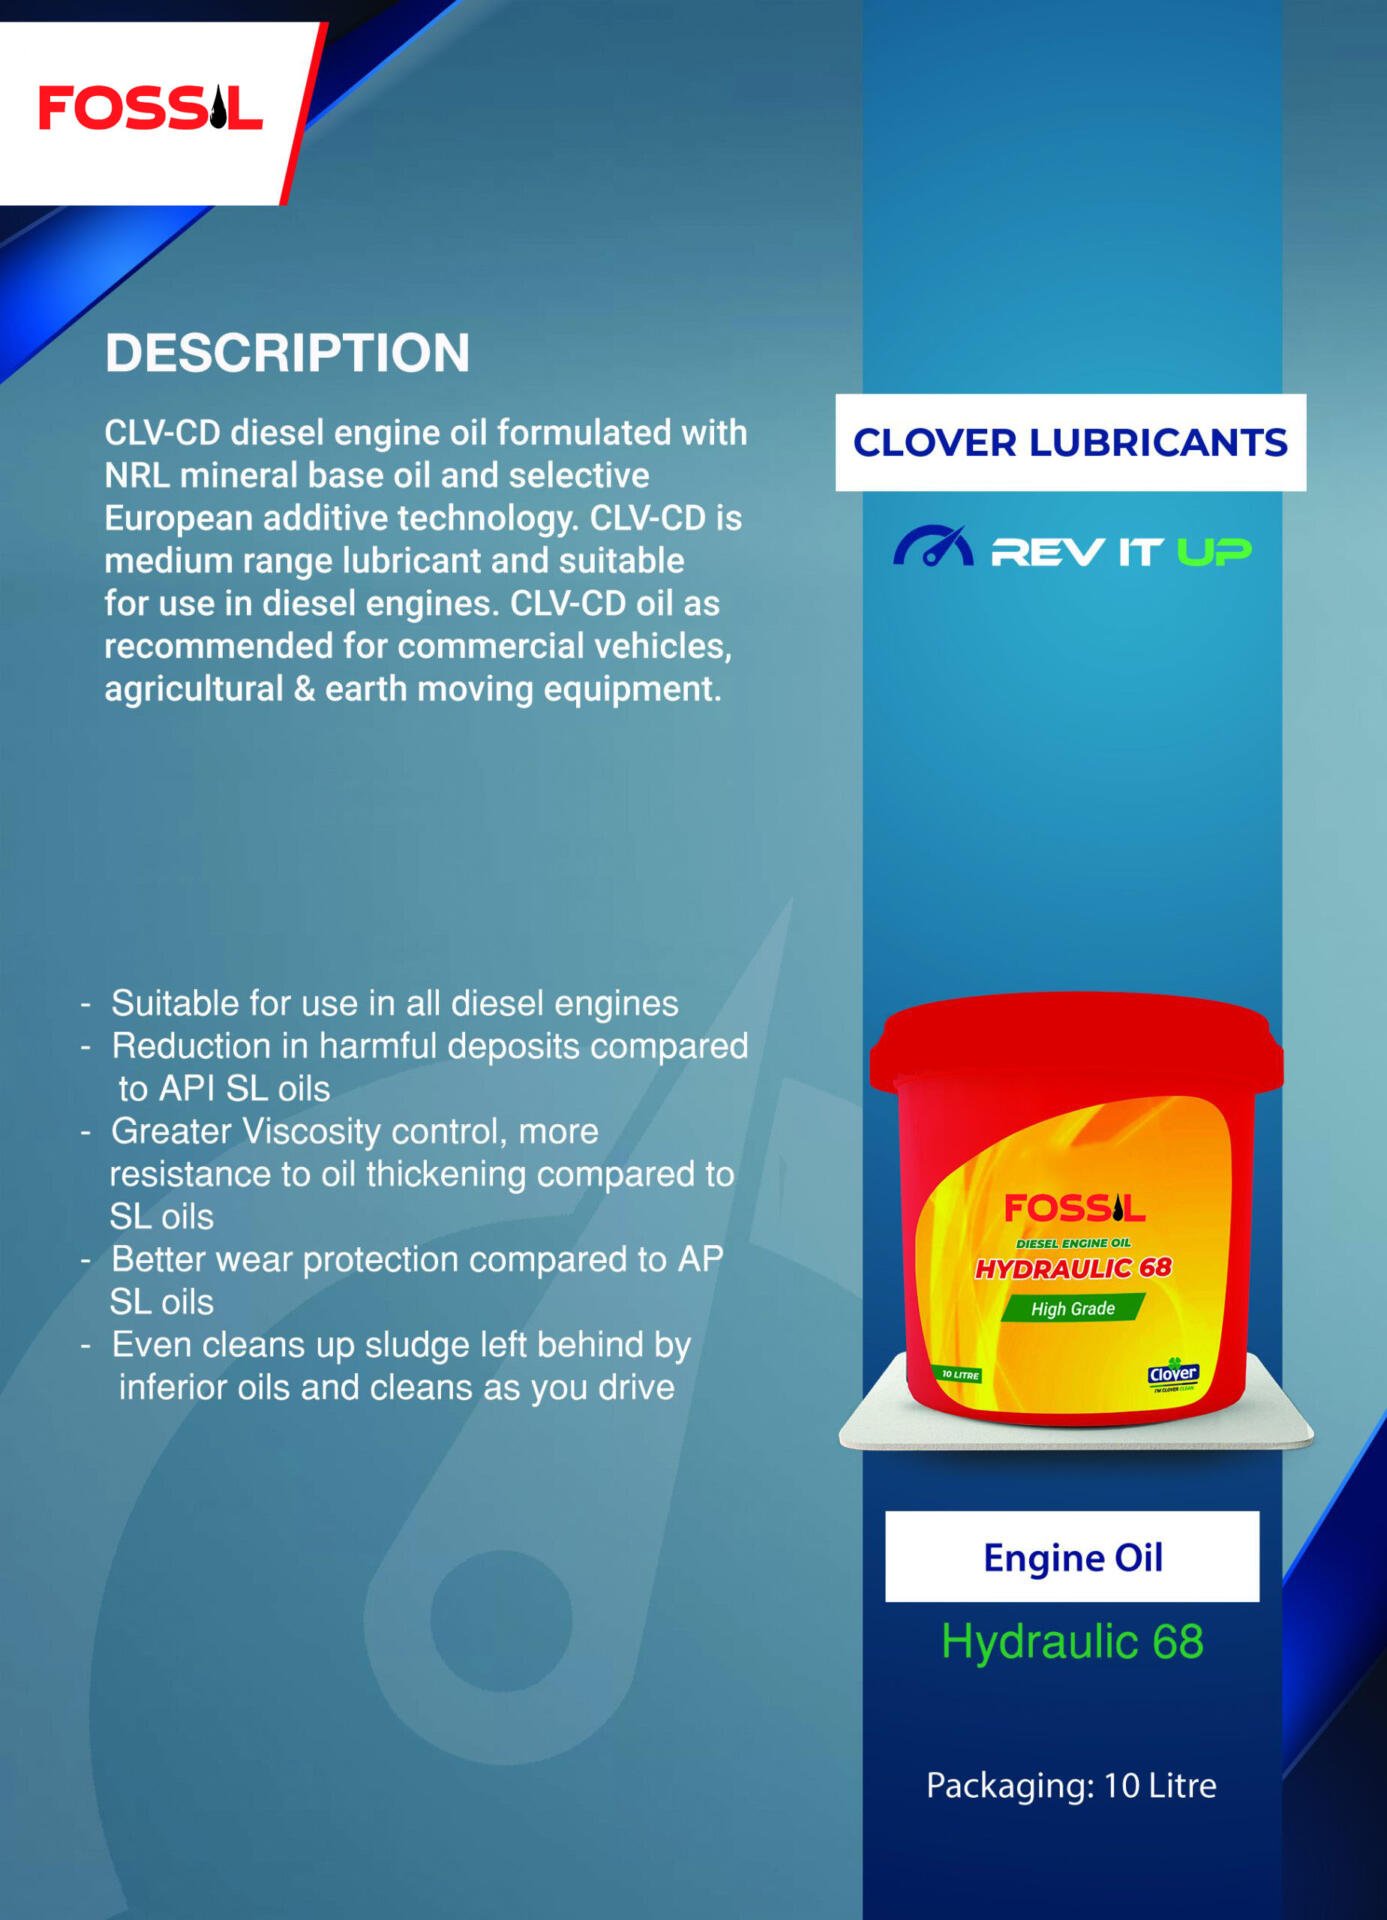 FOSSIL
DESCRIPTION
CLV-CD diesel engine oil formulated with
NRL mineral base oil and selective
European additive technology. CLV-CD is
medium range lubricant and suitable
for use in diesel engines. CLV-CD oil as
recommended for commercial vehicles,
agricultural & earth moving equipment.
- Suitable for use in all diesel engines
- Reduction in harmful deposits compared
to API SL oils
- Greater Viscosity control, more
resistance to oil thickening compared to
SL oils
- Better wear protection compared to AP
SL oils
- Even cleans up sludge left behind by
inferior oils and cleans as you drive
CLOVER LUBRICANTS
REV IT UP
FOSSIL
DIESEL ENGINE OIL
HYDRAULIC 68
High Grade
10 LITRE
Clover
I'M CLOVER CLEAN
Engine Oil
Hydraulic 68
Packaging: 10 Litre